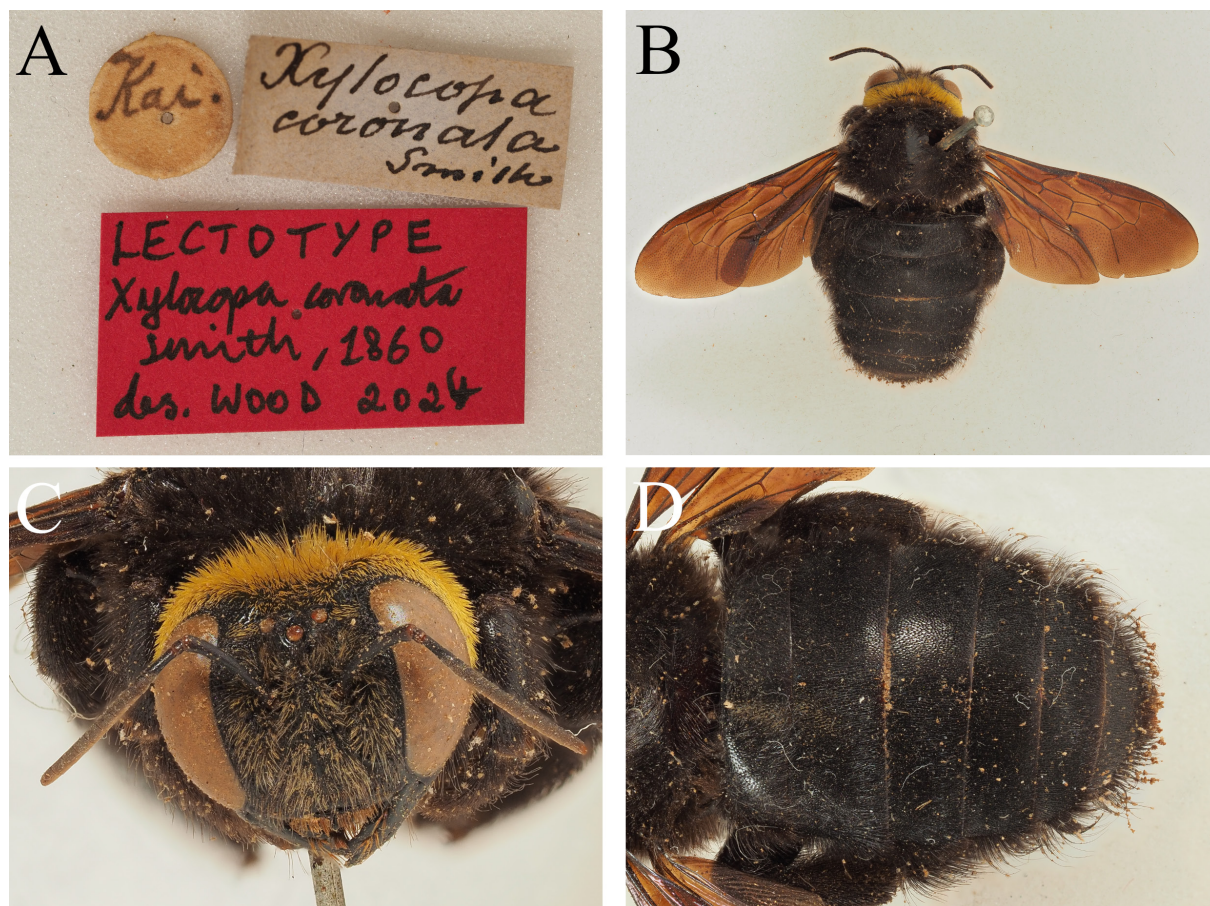 A
Kai.
Xylocopa
coronata
Smith
LECTOTYPE
Xylocopa coronata
Smith, 1860
des. WOOD 2024
B
C
D